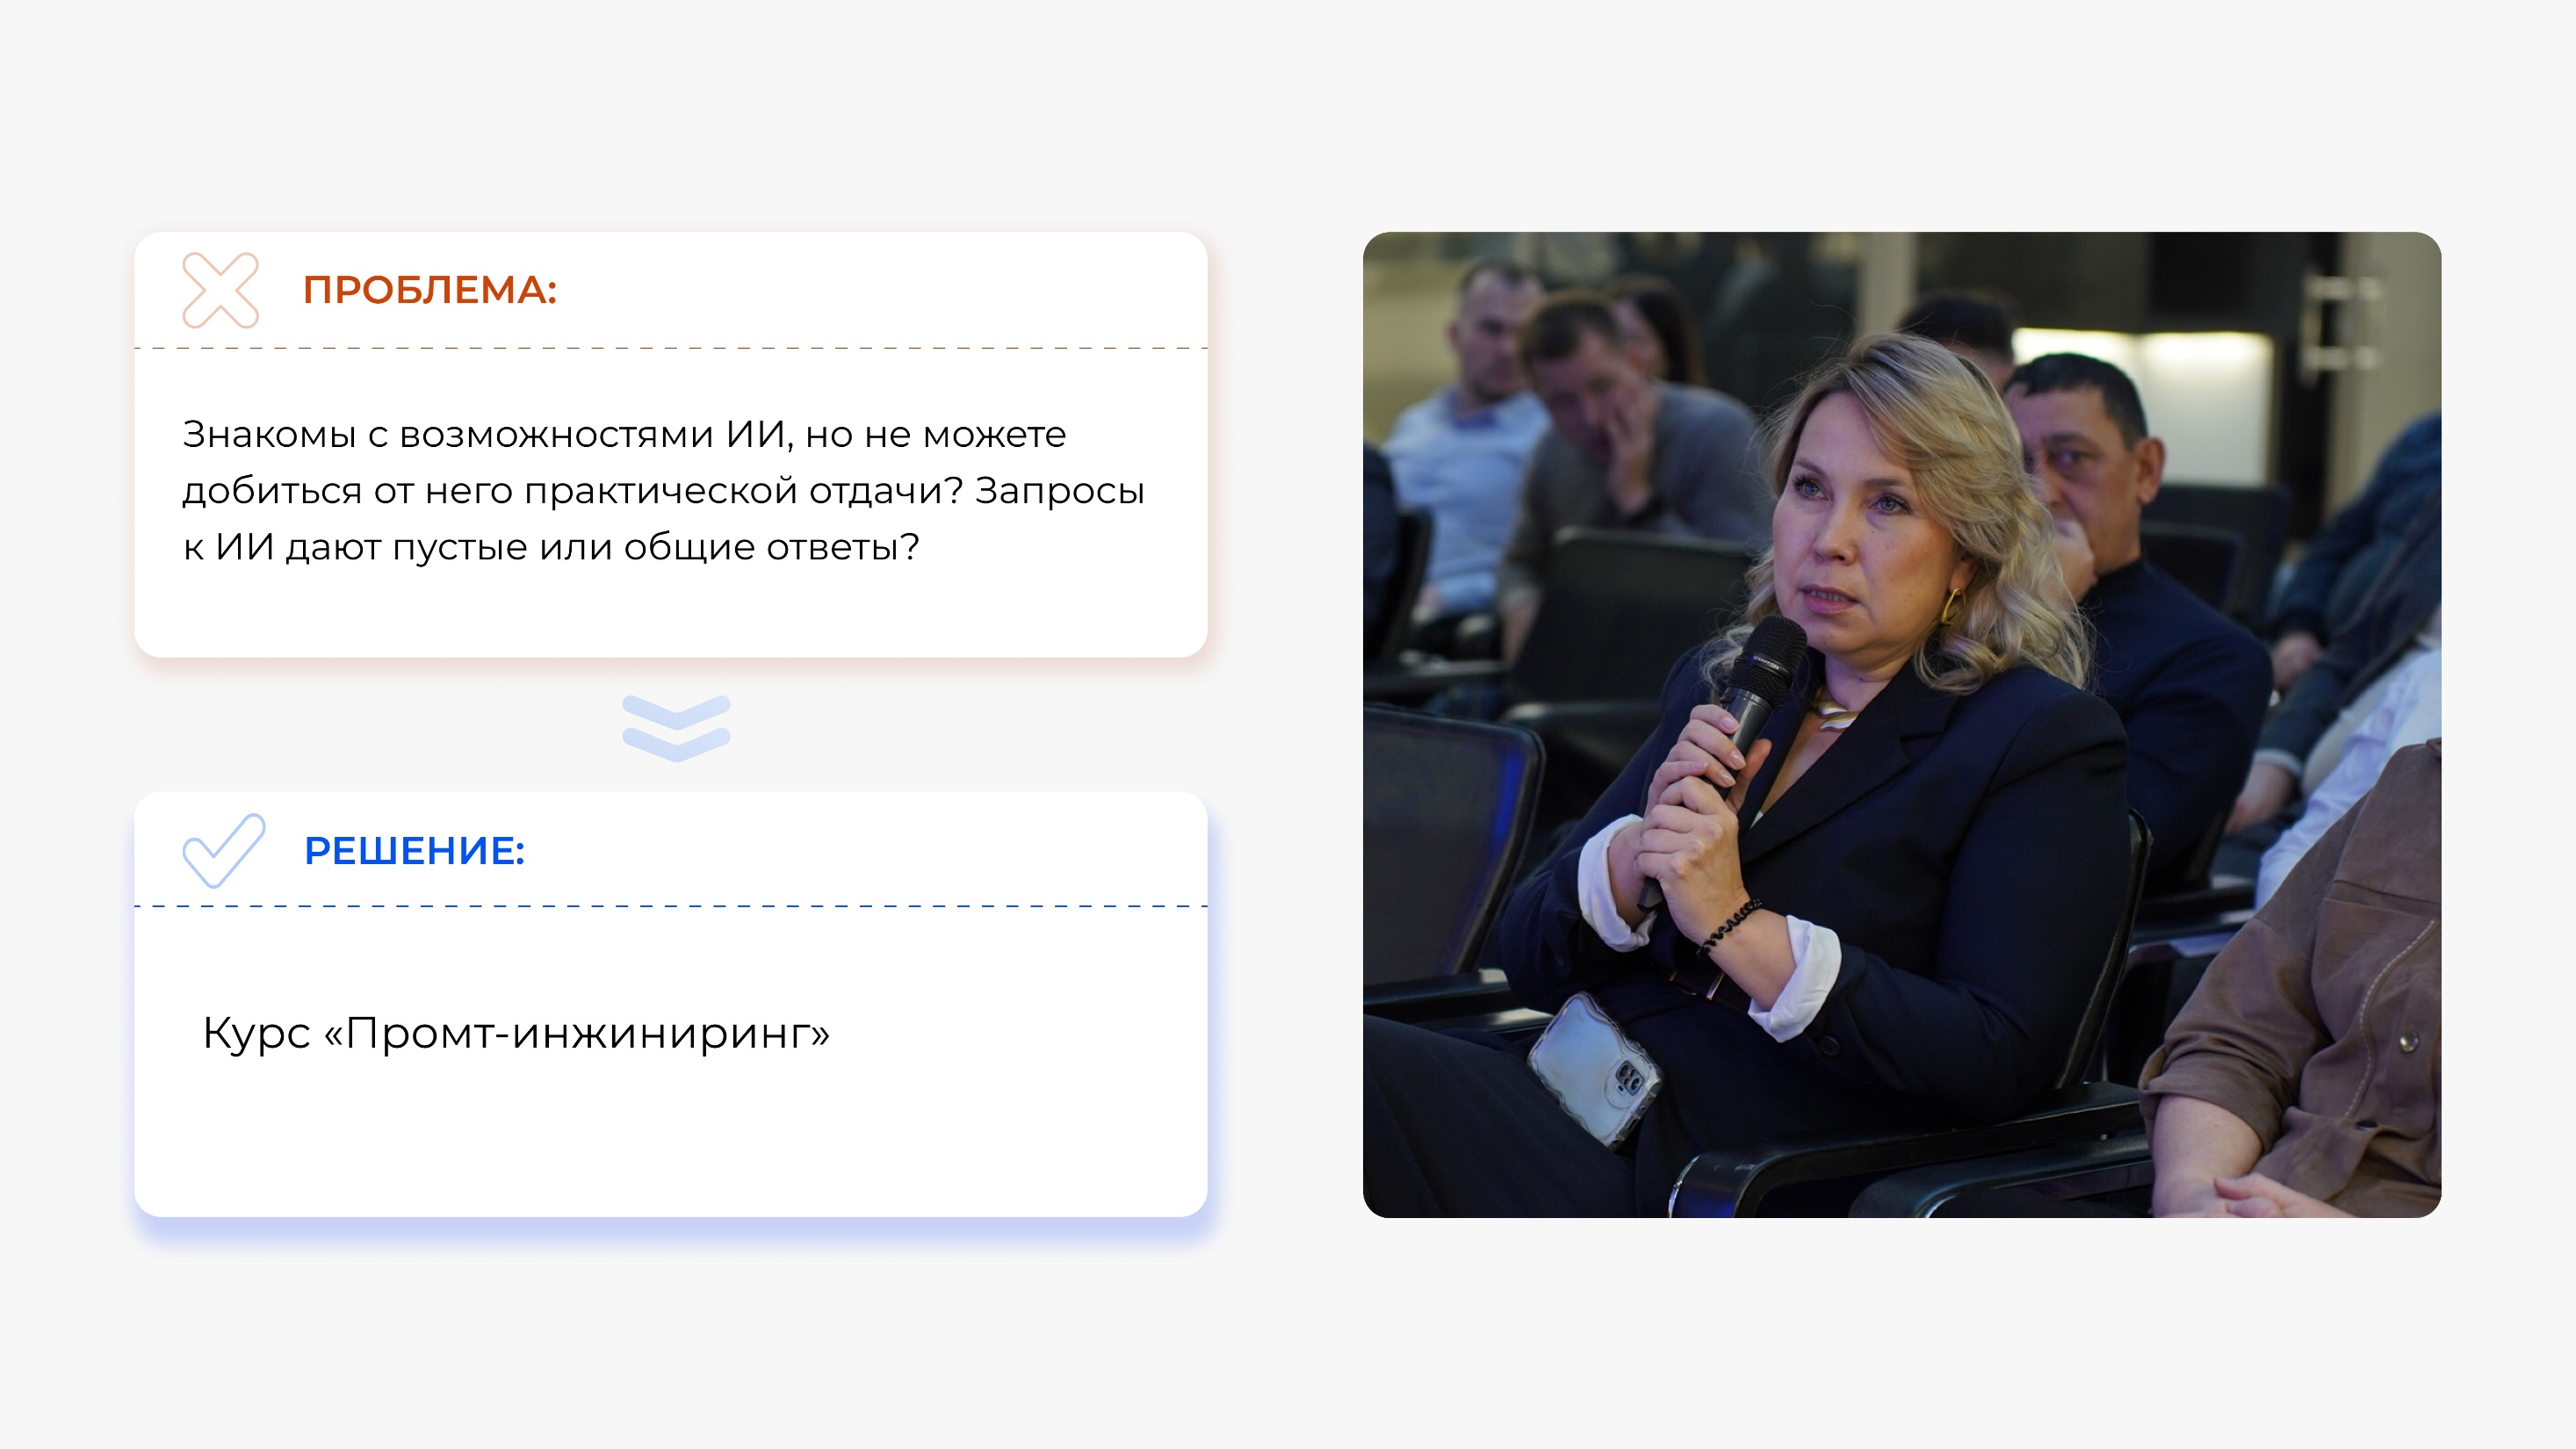 ПРОБЛЕМА:
Знакомы с возможностями ИИ, но не можете
добиться от него практической отдачи? Запросы
к ИИ дают пустые или общие ответы?
РЕШЕНИЕ:
Курс «Промт-инжиниринг»